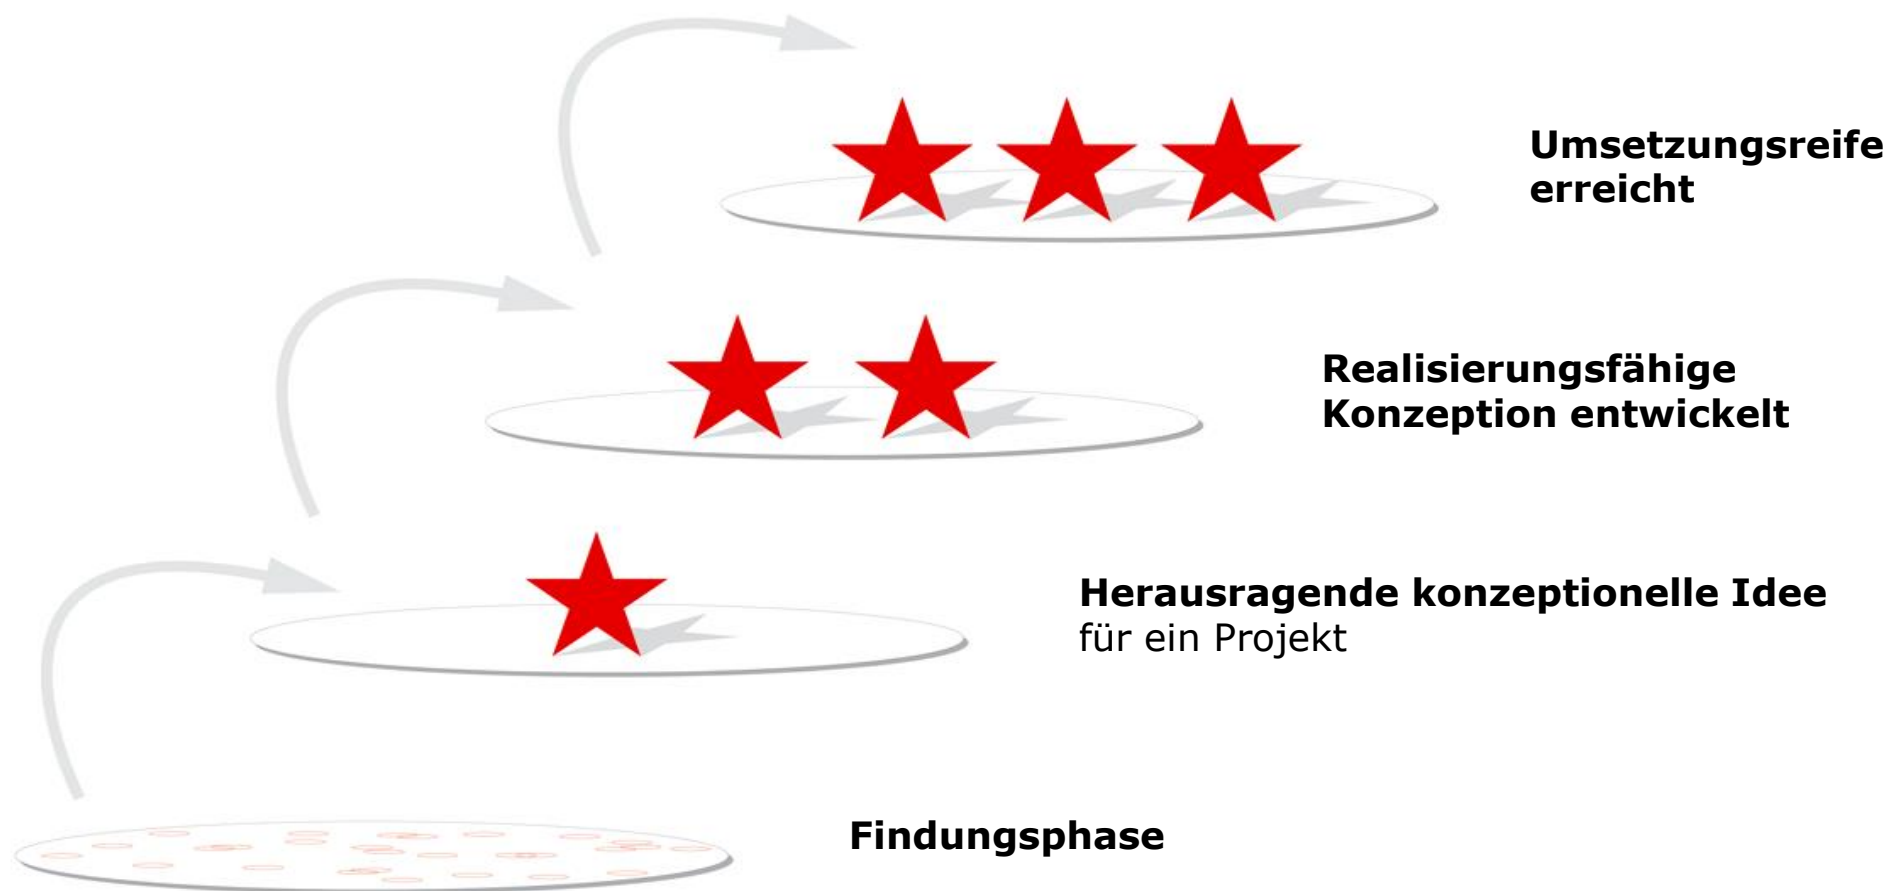 Umsetzungsreife
erreicht
Realisierungsfähige
Konzeption entwickelt
Herausragende konzeptionelle Idee
für ein Projekt
Findungsphase